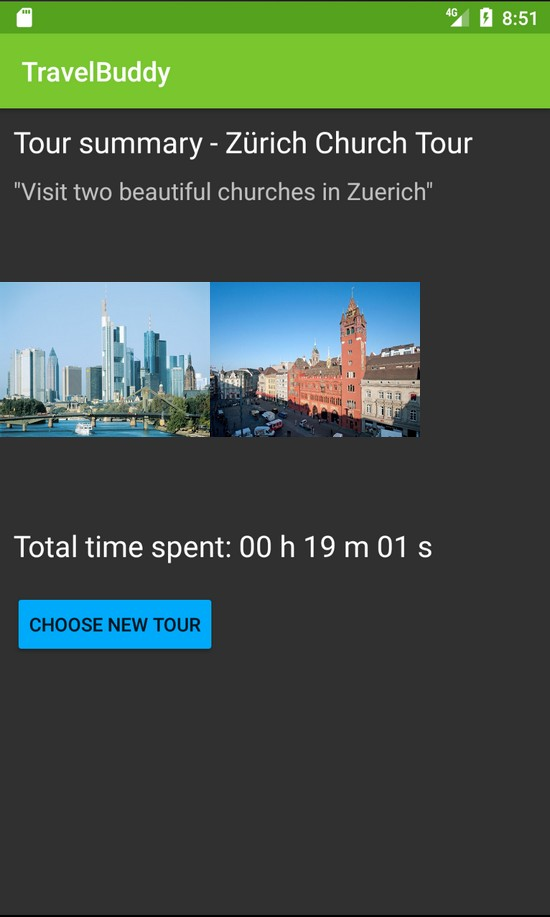 4G 8:51
TravelBuddy
Tour summary - Zürich Church Tour
"Visit two beautiful churches in Zuerich"
Total time spent: 00 h 19 m 01 s
CHOOSE NEW TOUR